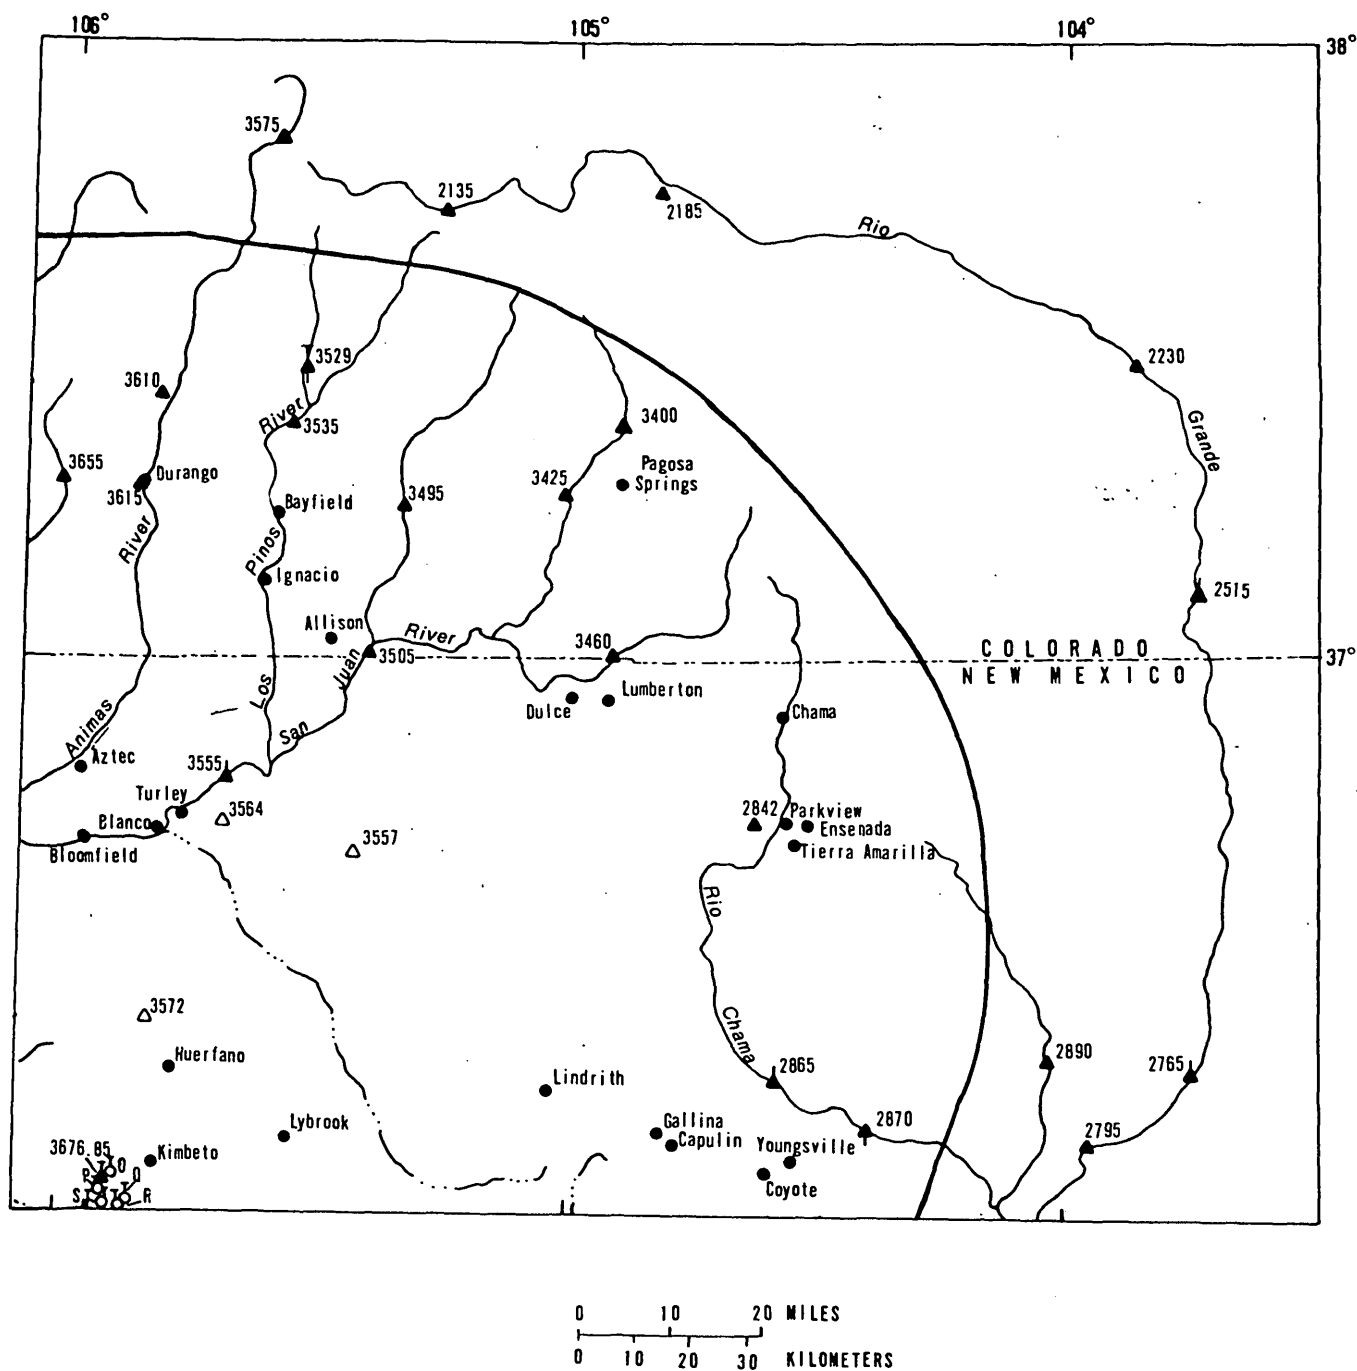 106°
105°
104°
38°
3575
2135
2185
Rio
3529
2230
3610
River
3535
3400
Grande
3655
Durango
Pagosa
Springs
3425
3615
3495
Bayfield
River
Pinos
Ignacio
2515
Allison
River
3460
COLORADO
37°
3505
NEW MEXICO
Juan
Los
Lumberton
Dulce
Chama
San
Animas
Aztec
3555
Turley
3564
2842
Parkview
Blanco
Ensenada
3557
Bloomfield
Tierra Amarilla
Rio
3572
Chama
Huerfano
2890
2865
2765
Lindrith
Lybrook
Gallina
2870
2795
Capulin
Youngsville
3676.85
Kimbeto
P
T
O
T
Q
Coyote
S
T
T
T
R
0 10 20 MILES
0 10 20 30 KILOMETERS